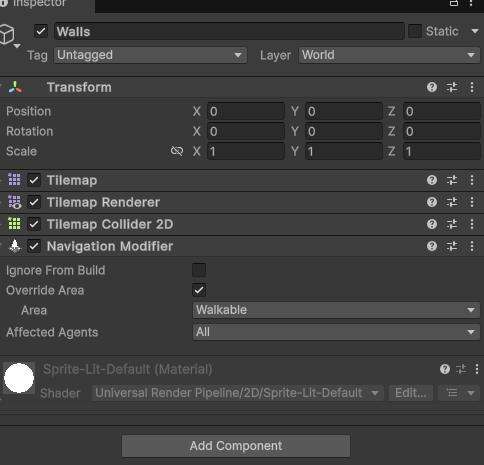 Inspector
Walls
Static
Tag Untagged Layer World
Transform
Position X 0 Y 0 Z 0
Rotation X 0 Y 0 Z 0
Scale X 1 Y 1 Z 1
Tilemap
Tilemap Renderer
Tilemap Collider 2D
Navigation Modifier
Ignore From Build
Override Area
Area Walkable
Affected Agents All
Sprite-Lit-Default (Material)
Shader Universal Render Pipeline/2D/Sprite-Lit-Default Edit...
Add Component